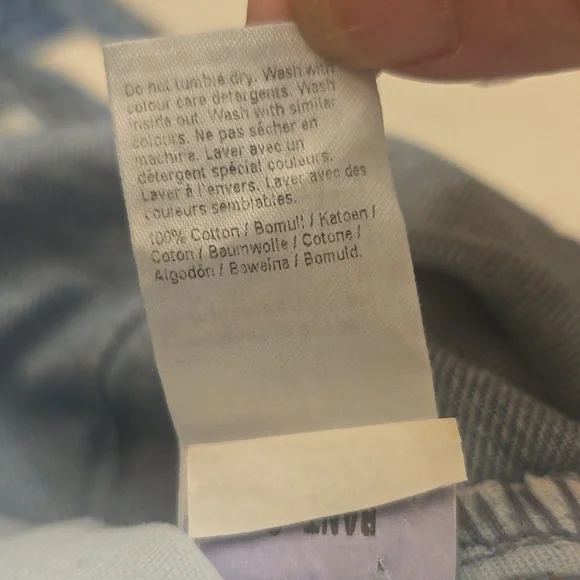 Do not tumble dry. Wash with
colour care detergents. Wash
inside out. Wash with similar
colours. Ne pas sécher en
machine. Laver avec un
détergent spécial couleurs.
Laver à l'envers. Laver avec des
couleurs semblables.
100% Cotton / Bomull / Katoen /
Coton / Baumwolle / Cotone /
Algodón / Bawełna / Bomuld.